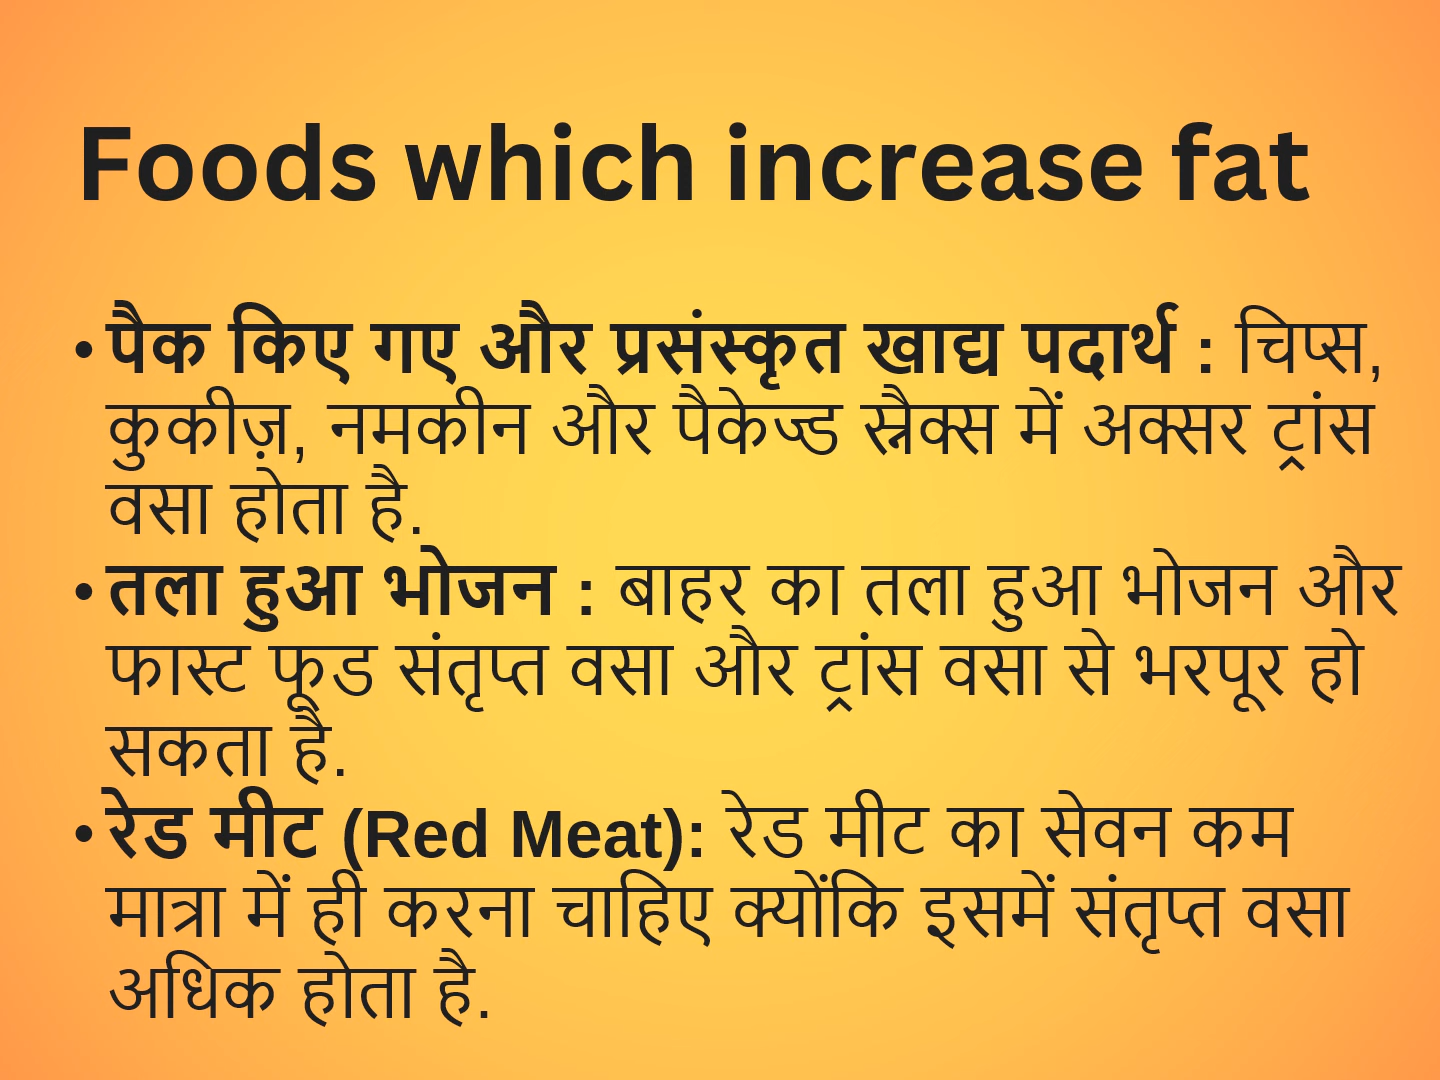 Foods which increase fat
• पैक किए गए और प्रसंस्कृत खाद्य पदार्थ : चिप्स,
कुकीज़, नमकीन और पैकेज्ड स्नैक्स में अक्सर ट्रांस
वसा होता है.
• तला हुआ भोजन : बाहर का तला हुआ भोजन और
फास्ट फूड संतृप्त वसा और ट्रांस वसा से भरपूर हो
सकता है.
• रेड मीट (Red Meat): रेड मीट का सेवन कम
मात्रा में ही करना चाहिए क्योंकि इसमें संतृप्त वसा
अधिक होता है.